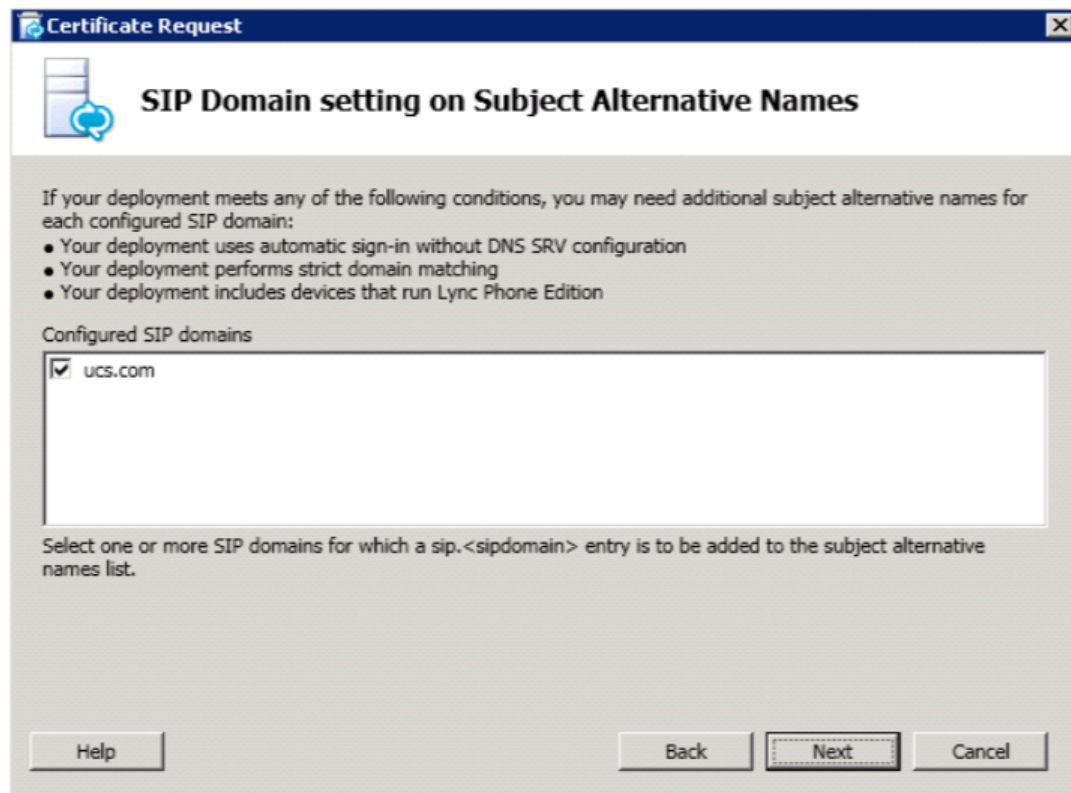 Certificate Request
SIP Domain setting on Subject Alternative Names
If your deployment meets any of the following conditions, you may need additional subject alternative names for
each configured SIP domain:
● Your deployment uses automatic sign-in without DNS SRV configuration
● Your deployment performs strict domain matching
● Your deployment includes devices that run Lync Phone Edition
Configured SIP domains
ucs.com
Select one or more SIP domains for which a sip.<sipdomain> entry is to be added to the subject alternative
names list.
Help Back Next Cancel